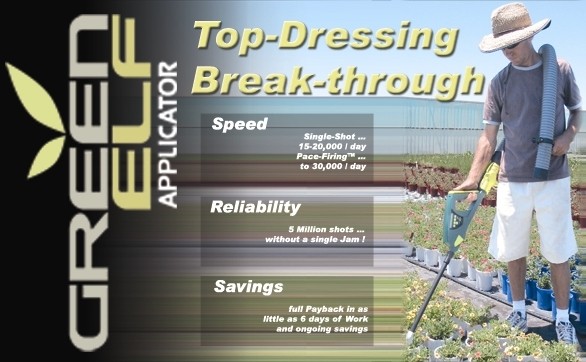 GREEN
ELF
APPLICATOR
Top-Dressing
Break-through
Speed
Single-Shot ...
15-20,000 / day
Pace-Firing™ ...
to 30,000 / day
Reliability
5 Million shots ...
without a single Jam !
Savings
full Payback in as
little as 6 days of Work
and ongoing savings